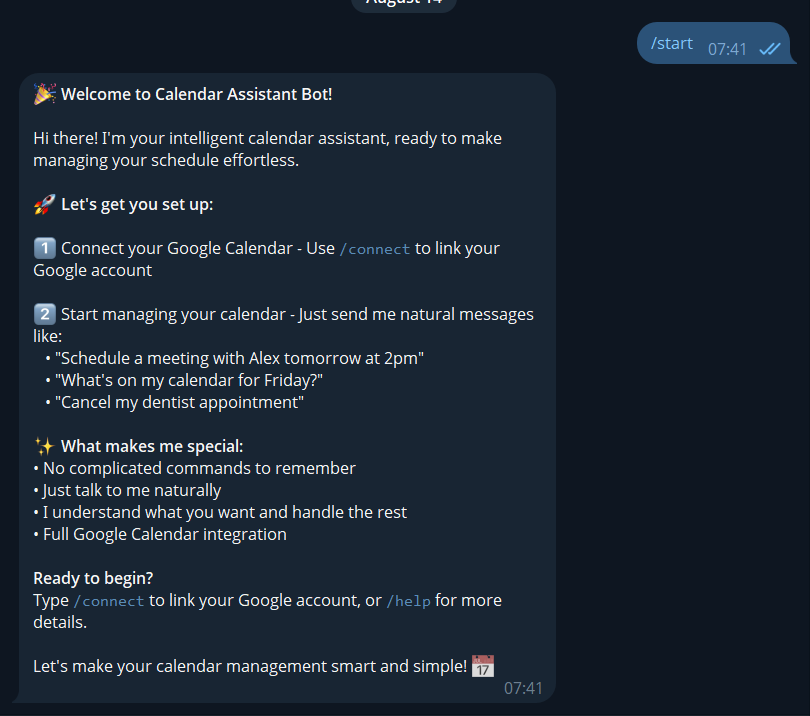 August 14
/start 07:41
🎉 Welcome to Calendar Assistant Bot!
Hi there! I'm your intelligent calendar assistant, ready to make
managing your schedule effortless.
🚀 Let's get you set up:
1️⃣ Connect your Google Calendar - Use /connect to link your
Google account
2️⃣ Start managing your calendar - Just send me natural messages
like:
• "Schedule a meeting with Alex tomorrow at 2pm"
• "What's on my calendar for Friday?"
• "Cancel my dentist appointment"
✨ What makes me special:
• No complicated commands to remember
• Just talk to me naturally
• I understand what you want and handle the rest
• Full Google Calendar integration
Ready to begin?
Type /connect to link your Google account, or /help for more
details.
Let's make your calendar management smart and simple! 📅
07:41